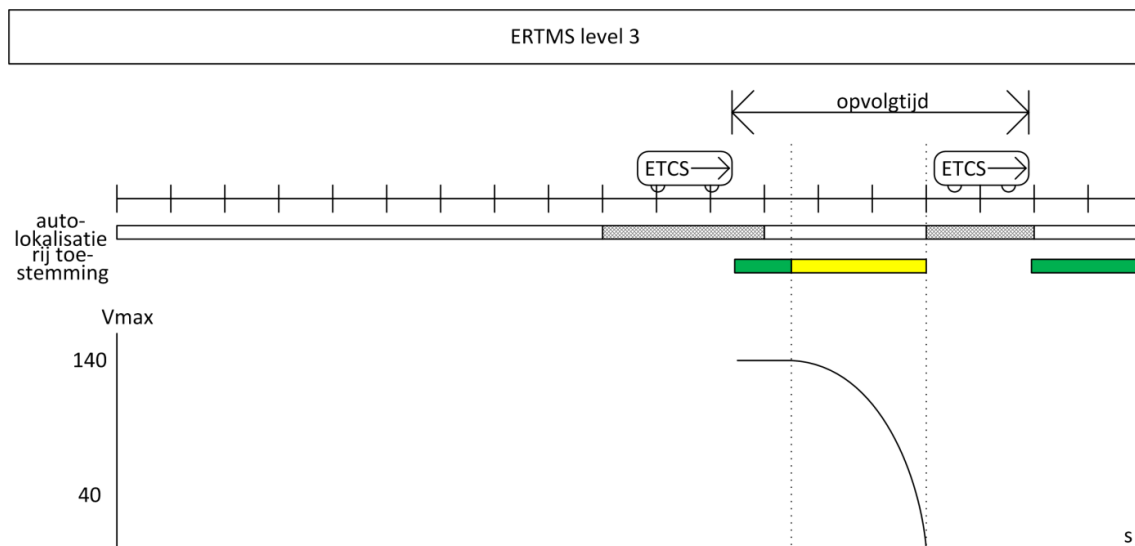 ERTMS level 3
opvolgtijd
ETCS
ETCS
auto-
lokalisatie
rij toe-
stemming
Vmax
140
40
s